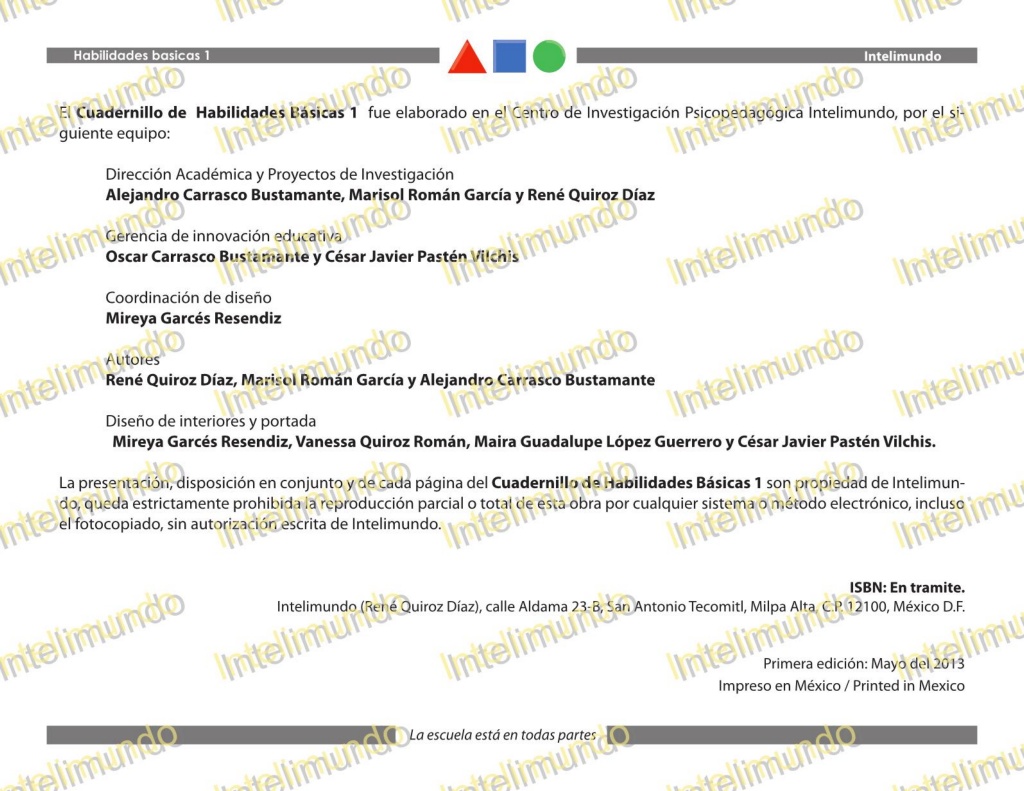 Habilidades basicas 1
Intelimundo
El Cuadernillo de Habilidades Básicas 1 fue elaborado en el Centro de Investigación Psicopedagógica Intelimundo, por el si-
guiente equipo:
Dirección Académica y Proyectos de Investigación
Alejandro Carrasco Bustamante, Marisol Román García y René Quiroz Díaz
Gerencia de innovación educativa
Oscar Carrasco Bustamante y César Javier Pastén Vilchis
Coordinación de diseño
Mireya Garcés Resendiz
Autores
René Quiroz Díaz, Marisol Román García y Alejandro Carrasco Bustamante
Diseño de interiores y portada
Mireya Garcés Resendiz, Vanessa Quiroz Román, Maira Guadalupe López Guerrero y César Javier Pastén Vilchis.
La presentación, disposición en conjunto y de cada página del Cuadernillo de Habilidades Básicas 1 son propiedad de Intelimun-
do, queda estrictamente prohibida la reproducción parcial o total de esta obra por cualquier sistema o método electrónico, incluso
el fotocopiado, sin autorización escrita de Intelimundo.
ISBN: En tramite.
Intelimundo (René Quiroz Díaz), calle Aldama 23-B, San Antonio Tecomitl, Milpa Alta, C.P. 12100, México D.F.
Primera edición: Mayo del 2013
Impreso en México / Printed in Mexico
La escuela está en todas partes